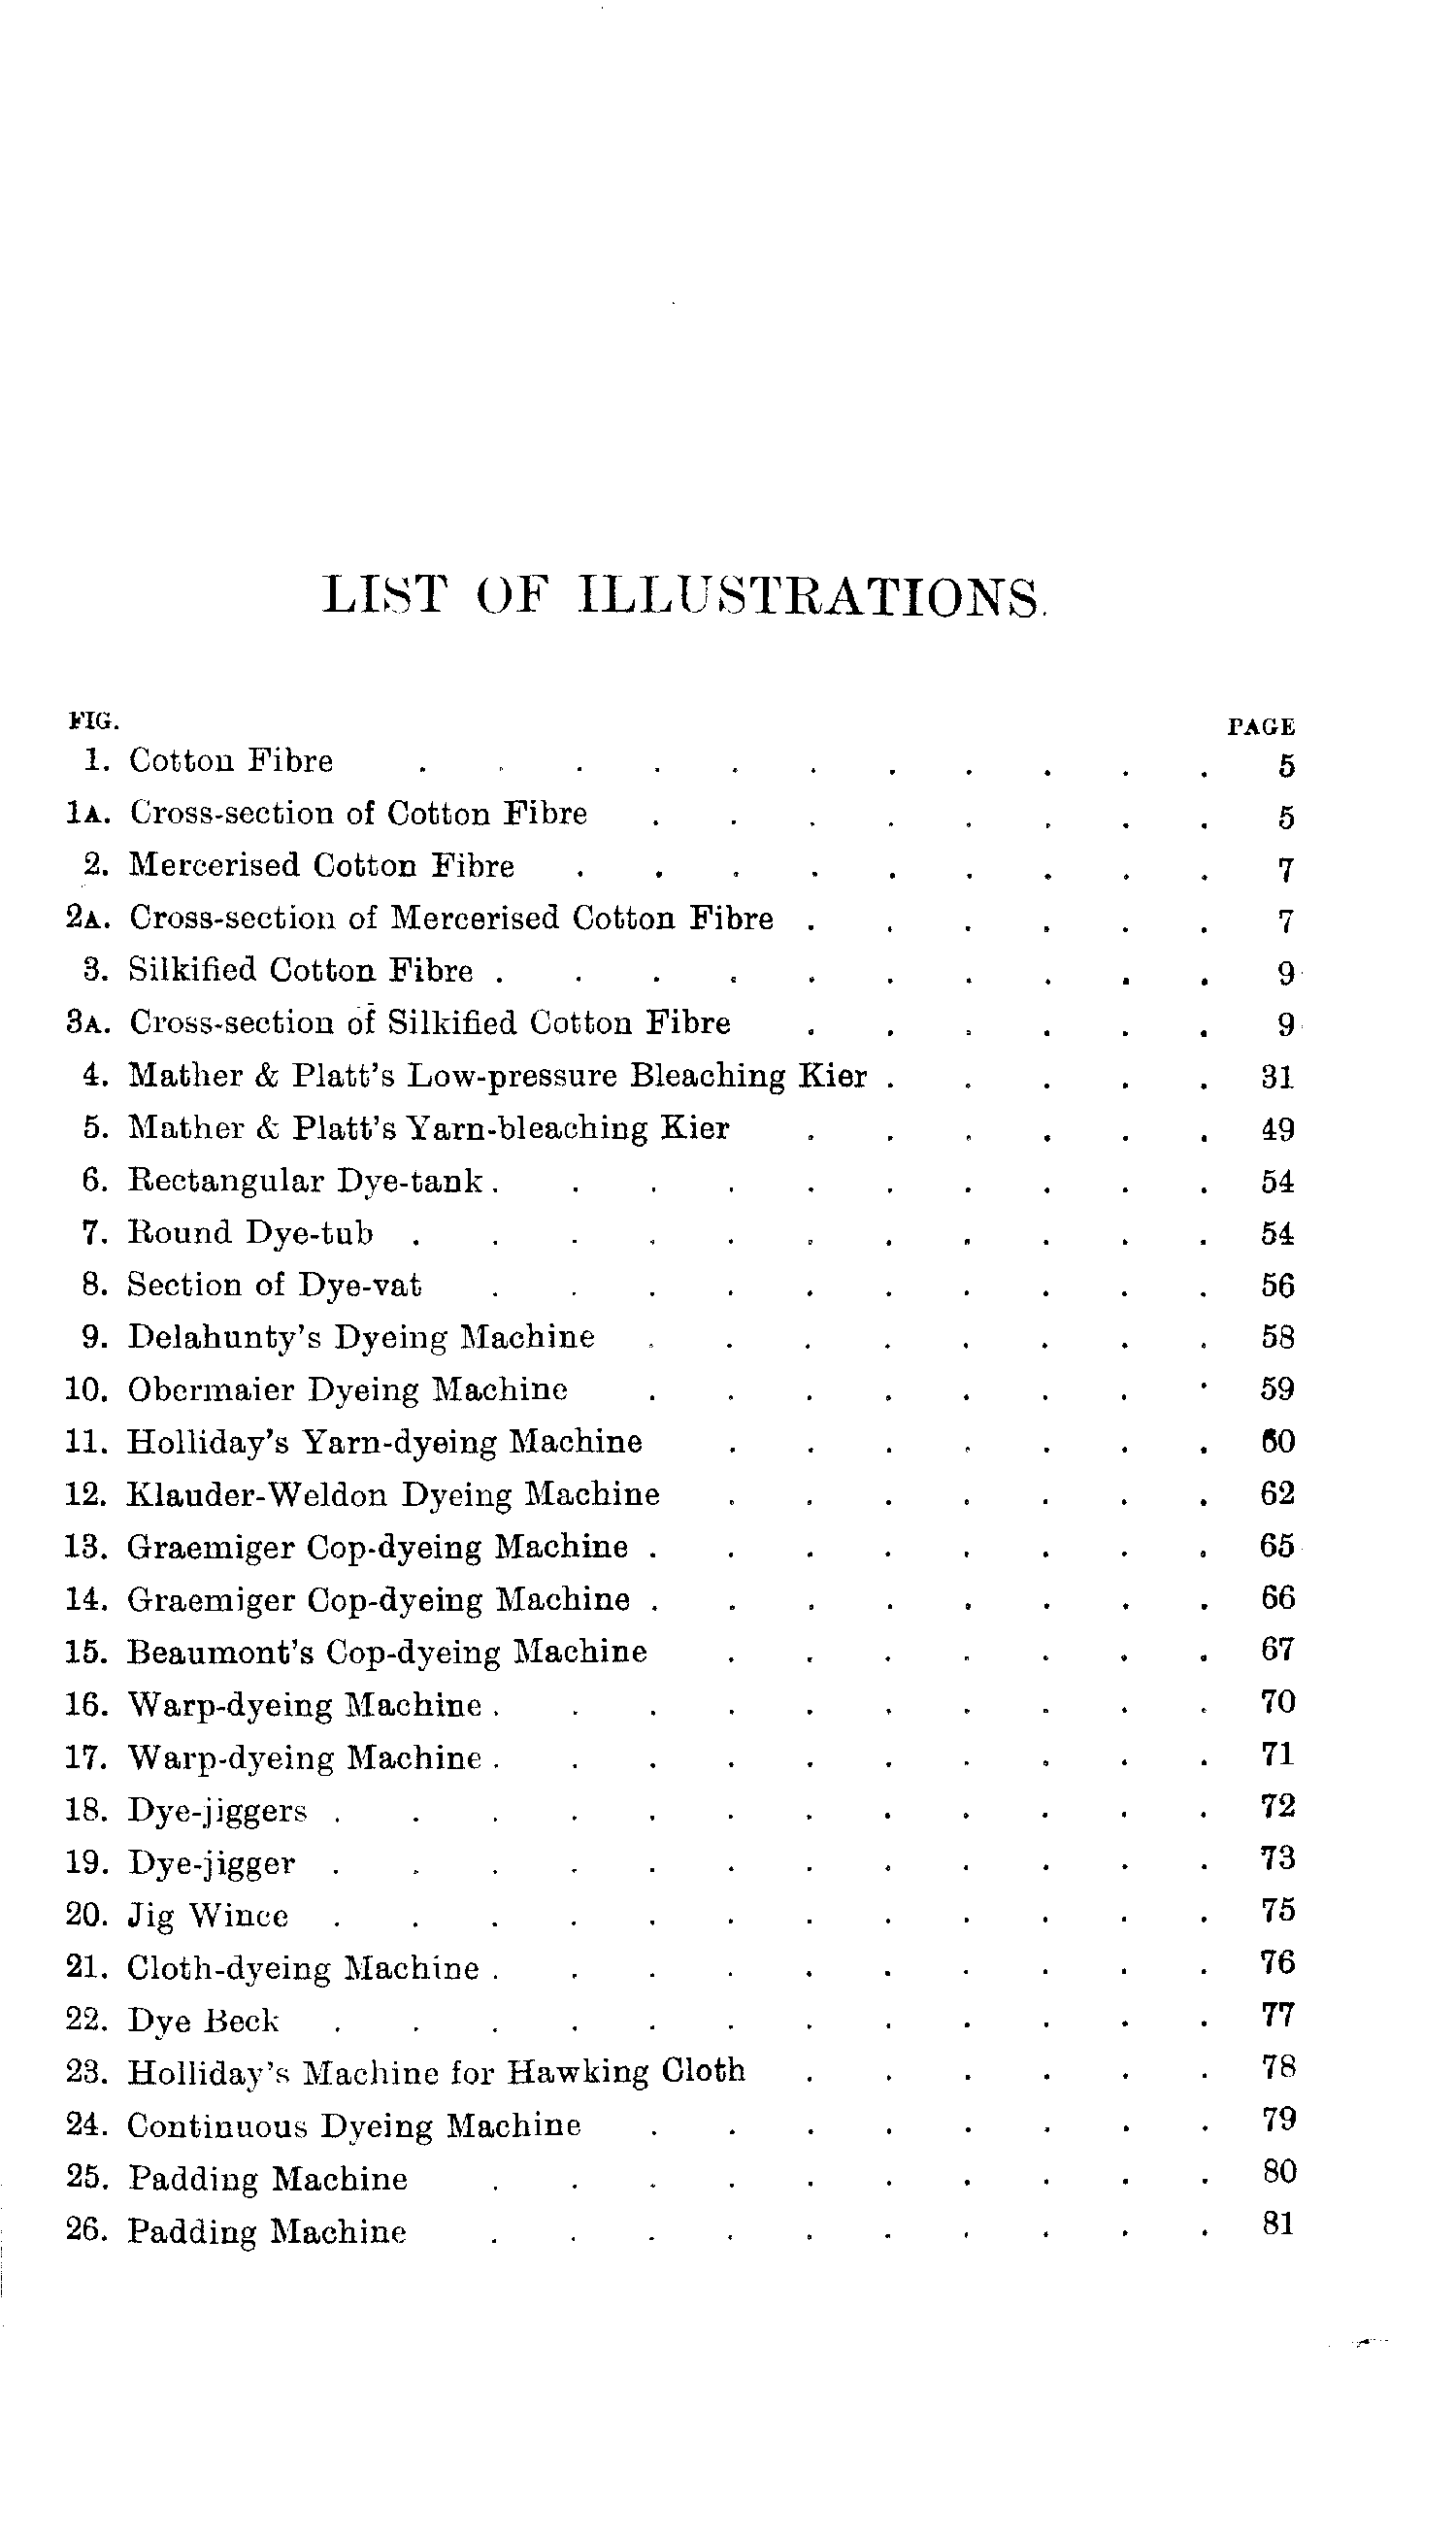 LIST OF ILLUSTRATIONS.
FIG. PAGE
1. Cotton Fibre . . . . . . . . . . . 5
1A. Cross-section of Cotton Fibre . . . . . . . . 5
2. Mercerised Cotton Fibre . . . . . . . . . 7
2A. Cross-section of Mercerised Cotton Fibre . . . . . . 7
3. Silkified Cotton Fibre . . . . . . . . . . 9
3A. Cross-section of Silkified Cotton Fibre . . . . . . 9
4. Mather & Platt's Low-pressure Bleaching Kier . . . . . 31
5. Mather & Platt's Yarn-bleaching Kier . . . . . . 49
6. Rectangular Dye-tank . . . . . . . . . . 54
7. Round Dye-tub . . . . . . . . . . . 54
8. Section of Dye-vat . . . . . . . . . . 56
9. Delahunty's Dyeing Machine . . . . . . . . 58
10. Obermaier Dyeing Machine . . . . . . . . 59
11. Holliday's Yarn-dyeing Machine . . . . . . . 60
12. Klauder-Weldon Dyeing Machine . . . . . . . 62
13. Graemiger Cop-dyeing Machine . . . . . . . . 65
14. Graemiger Cop-dyeing Machine . . . . . . . . 66
15. Beaumont's Cop-dyeing Machine . . . . . . . 67
16. Warp-dyeing Machine . . . . . . . . . . 70
17. Warp-dyeing Machine . . . . . . . . . . 71
18. Dye-jiggers . . . . . . . . . . . . 72
19. Dye-jigger . . . . . . . . . . . . 73
20. Jig Wince . . . . . . . . . . . . 75
21. Cloth-dyeing Machine . . . . . . . . . . 76
22. Dye Beck . . . . . . . . . . . . 77
23. Holliday's Machine for Hawking Cloth . . . . . . 78
24. Continuous Dyeing Machine . . . . . . . . 79
25. Padding Machine . . . . . . . . . . 80
26. Padding Machine . . . . . . . . . . 81